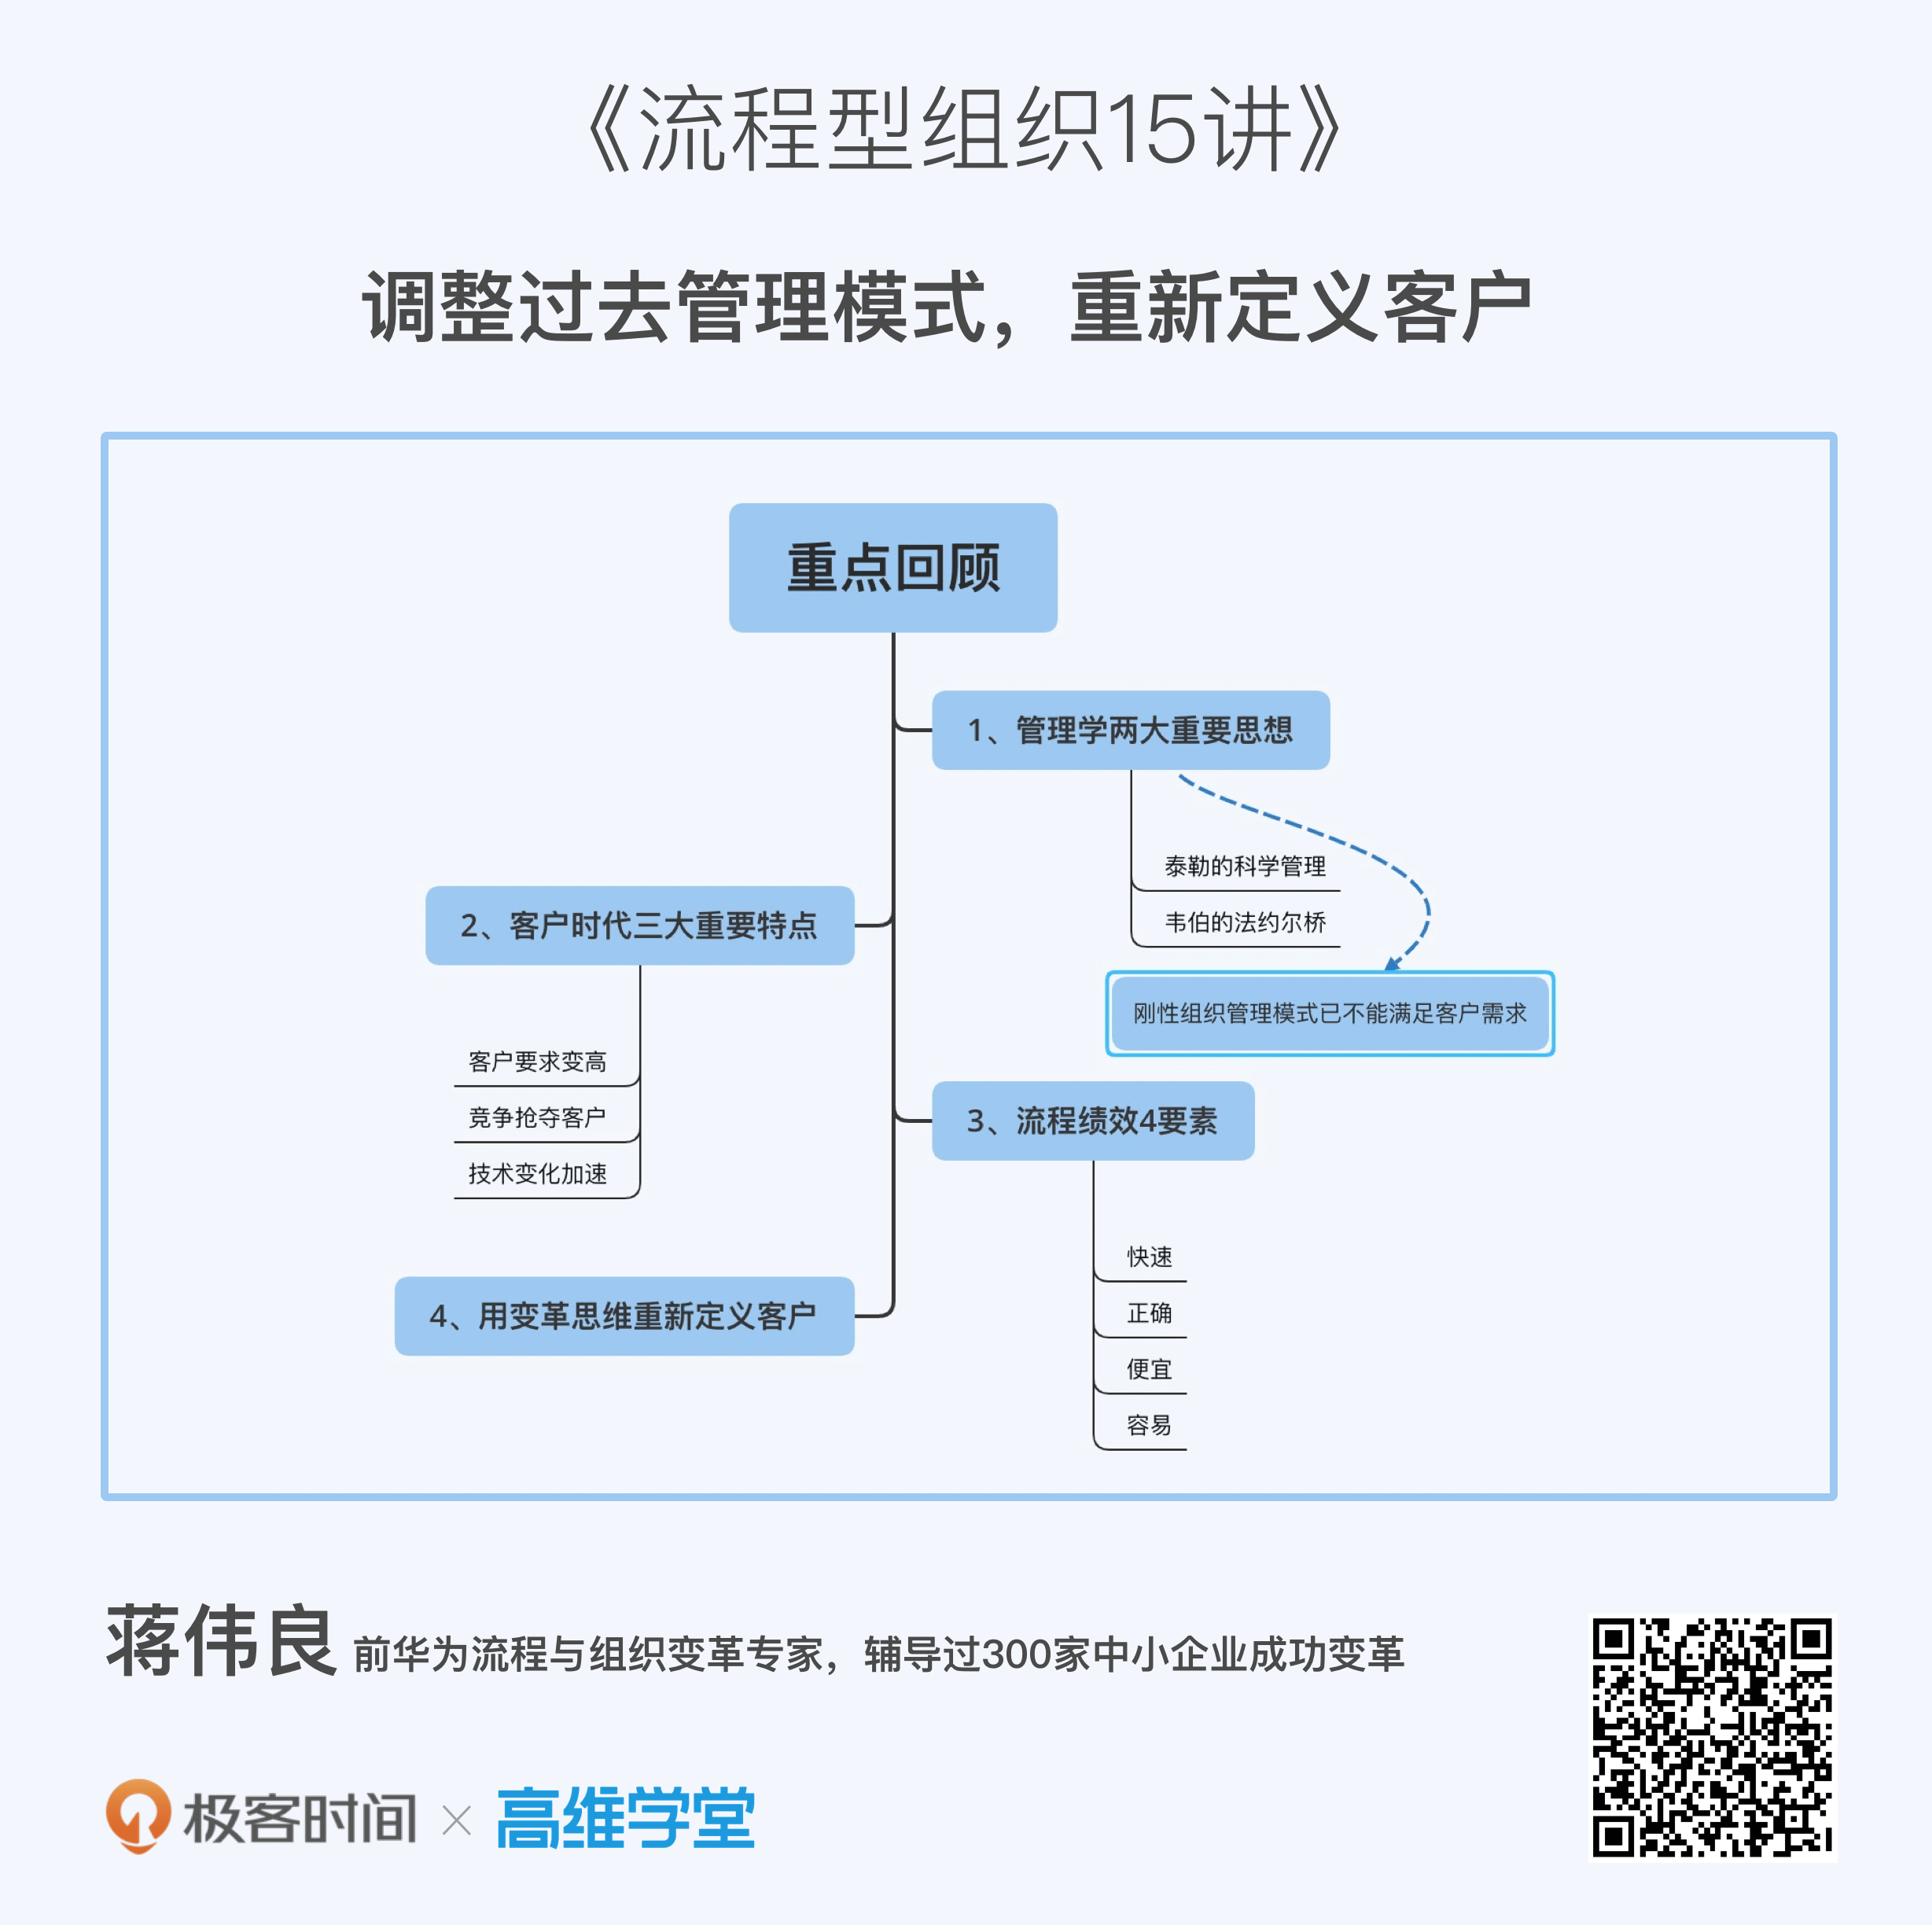 《流程型组织15讲》
调整过去管理模式，重新定义客户
重点回顾
1、管理学两大重要思想
泰勒的科学管理
韦伯的法约尔桥
刚性组织管理模式已不能满足客户需求
2、客户时代三大重要特点
客户要求变高
竞争抢夺客户
技术变化加速
3、流程绩效4要素
快速
正确
便宜
容易
4、用变革思维重新定义客户
蒋伟良 前华为流程与组织变革专家，辅导过300家中小企业成功变革
极客时间 × 高维学堂